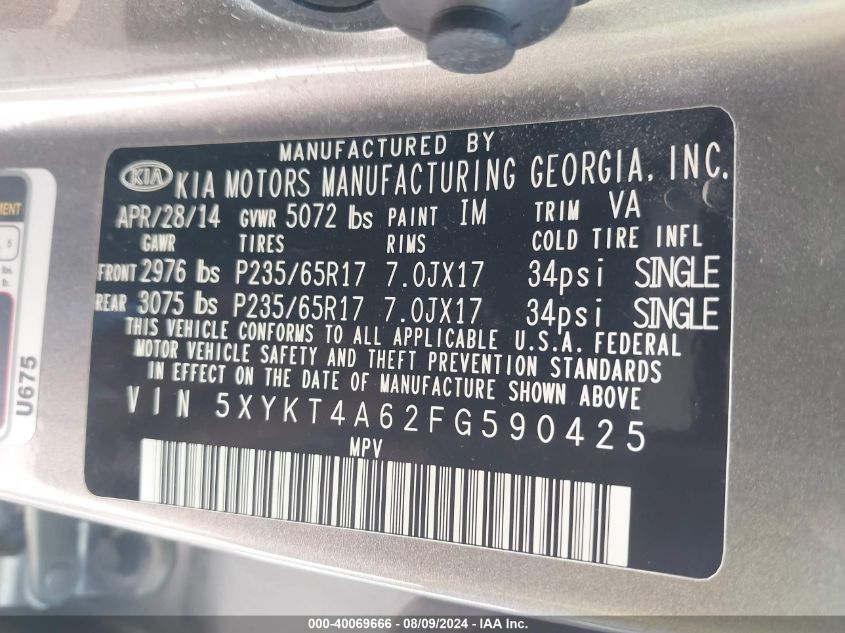 MANUFACTURED BY
KIA KIA MOTORS MANUFACTURING GEORGIA, INC.
APR/28/14 GVWR 5072 lbs PAINT IM TRIM VA
GAWR TIRES RIMS COLD TIRE INFL
FRONT 2976 lbs P235/65R17 7.0JX17 34psi SINGLE
REAR 3075 lbs P235/65R17 7.0JX17 34psi SINGLE
THIS VEHICLE CONFORMS TO ALL APPLICABLE U.S.A. FEDERAL
MOTOR VEHICLE SAFETY AND THEFT PREVENTION STANDARDS
IN EFFECT ON THE DATE OF MANUFACTURE SHOWN ABOVE
VIN 5XYKT4A62FG590425
MPV
U675
000-40069666 - 08/09/2024 - IAA Inc.